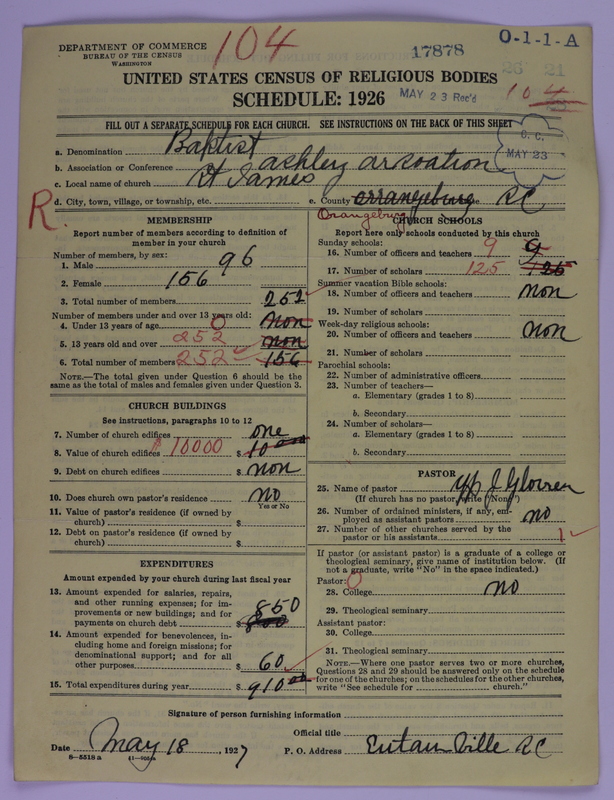 DEPARTMENT OF COMMERCE
BUREAU OF THE CENSUS
WASHINGTON
104
17878
O-1-1-A
26 21
UNITED STATES CENSUS OF RELIGIOUS BODIES
SCHEDULE: 1926
MAY 23 Rec'd
104
FILL OUT A SEPARATE SCHEDULE FOR EACH CHURCH. SEE INSTRUCTIONS ON THE BACK OF THIS SHEET
O. C.
MAY 23
a. Denomination Baptist
b. Association or Conference ashley arsoation
c. Local name of church St James
d. City, town, village, or township, etc.
e. County orrangeburg SC
Orangeburg
R.
MEMBERSHIP
Report number of members according to definition of member in your church
Number of members, by sex:
1. Male 96
2. Female 156
3. Total number of members 252
Number of members under and over 13 years old:
4. Under 13 years of age 0 non
5. 13 years old and over 252 non
6. Total number of members 252 156
NOTE.—The total given under Question 6 should be the same as the total of males and females given under Question 3.
CHURCH BUILDINGS
See instructions, paragraphs 10 to 12
7. Number of church edifices one
8. Value of church edifices $ 10000 $ 10 000
9. Debt on church edifices $ non
10. Does church own pastor's residence no
Yes or No
11. Value of pastor's residence (if owned by church) $
12. Debt on pastor's residence (if owned by church) $
EXPENDITURES
Amount expended by your church during last fiscal year
13. Amount expended for salaries, repairs, and other running expenses; for improvements or new buildings; and for payments on church debt $ 850 800
14. Amount expended for benevolences, including home and foreign missions; for denominational support; and for all other purposes $ 60
15. Total expenditures during year $ 910 00
CHURCH SCHOOLS
Report here only schools conducted by this church
Sunday schools:
16. Number of officers and teachers 9 9
17. Number of scholars 125 125
Summer vacation Bible schools:
18. Number of officers and teachers non
19. Number of scholars
Week-day religious schools:
20. Number of officers and teachers non
21. Number of scholars
Parochial schools:
22. Number of administrative officers
23. Number of teachers—
a. Elementary (grades 1 to 8)
b. Secondary
24. Number of scholars—
a. Elementary (grades 1 to 8)
b. Secondary
PASTOR
25. Name of pastor
(If church has no pastor, write "None")
26. Number of ordained ministers, if any, employed as assistant pastors no
27. Number of other churches served by the pastor or his assistants 1
If pastor (or assistant pastor) is a graduate of a college or theological seminary, give name of institution below. (If not a graduate, write "No" in the space indicated.)
Pastor: 0
28. College no
29. Theological seminary
Assistant pastor:
30. College
31. Theological seminary
NOTE.—Where one pastor serves two or more churches, Questions 28 and 29 should be answered only on the schedule for one of the churches; on the schedules for the other churches, write "See schedule for church."
Signature of person furnishing information
Official title
Date May 18, 1927
P. O. Address Eutaw Ville SC
8—5518 a